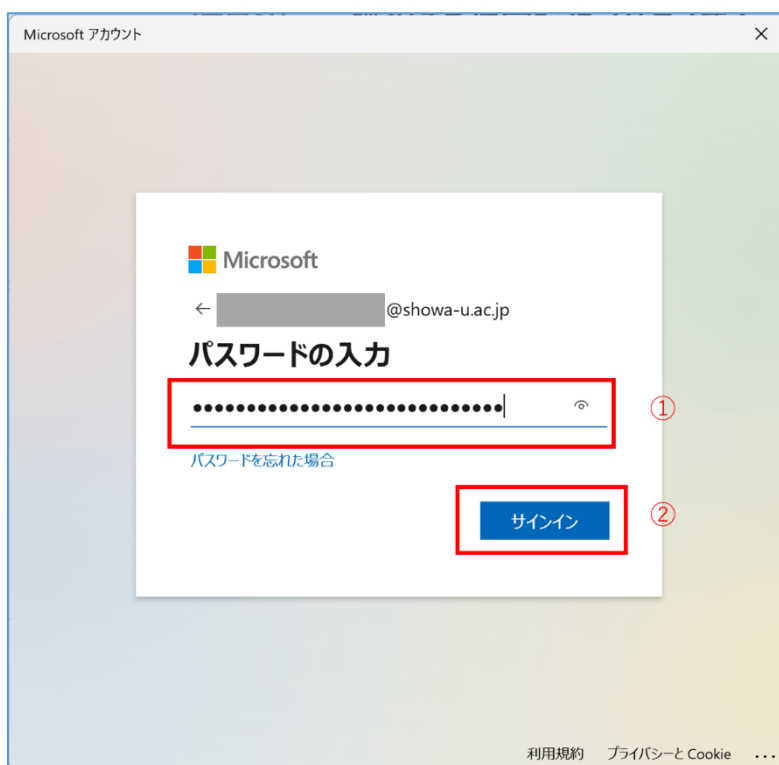 Microsoft アカウント
Microsoft
@showa-u.ac.jp
パスワードの入力
①
パスワードを忘れた場合
サインイン
②
利用規約 プライバシーと Cookie ...